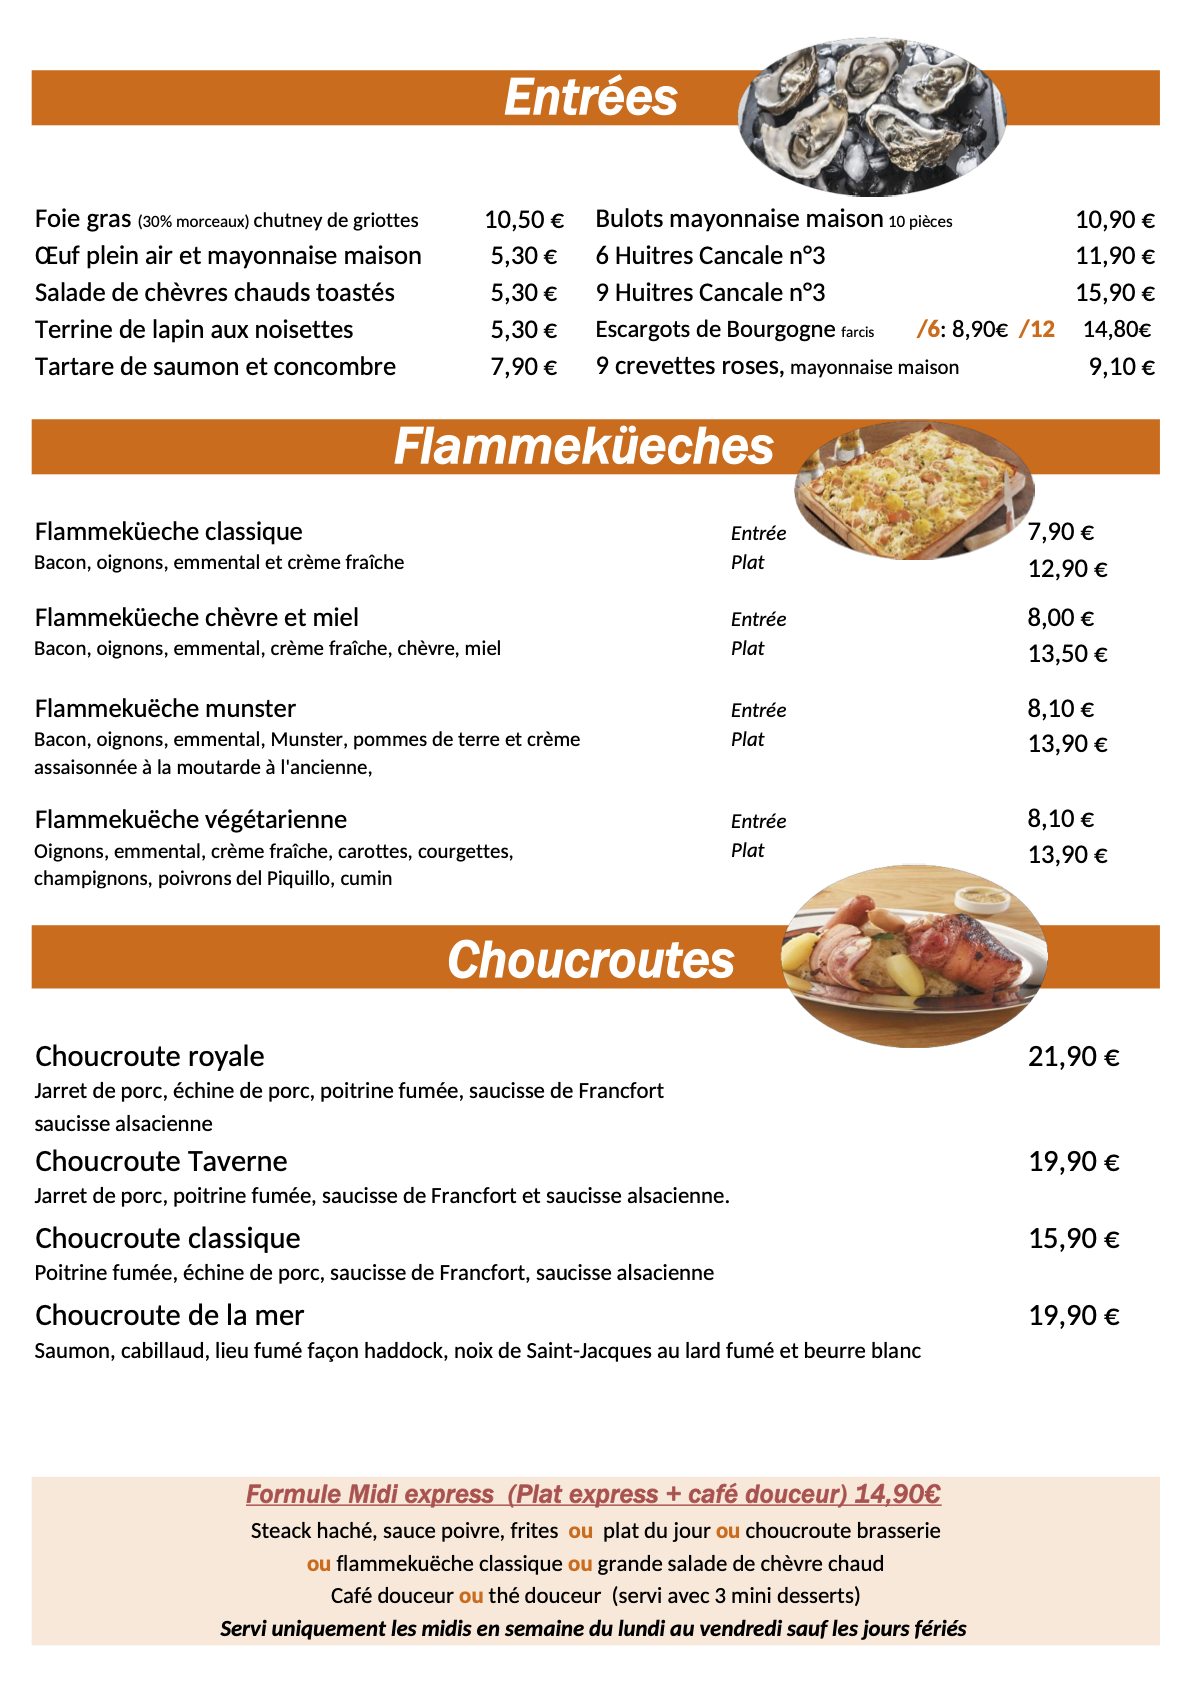 Entrées
Foie gras (30% morceaux) chutney de griottes 10,50 €
Œuf plein air et mayonnaise maison 5,30 €
Salade de chèvres chauds toastés 5,30 €
Terrine de lapin aux noisettes 5,30 €
Tartare de saumon et concombre 7,90 €
Bulots mayonnaise maison 10 pièces 10,90 €
6 Huitres Cancale n°3 11,90 €
9 Huitres Cancale n°3 15,90 €
Escargots de Bourgogne farcis /6: 8,90€ /12 14,80€
9 crevettes roses, mayonnaise maison 9,10 €
Flammeküeches
Flammeküeche classique Entrée 7,90 €
Bacon, oignons, emmental et crème fraîche Plat 12,90 €
Flammeküeche chèvre et miel Entrée 8,00 €
Bacon, oignons, emmental, crème fraîche, chèvre, miel Plat 13,50 €
Flammekuëche munster Entrée 8,10 €
Bacon, oignons, emmental, Munster, pommes de terre et crème Plat 13,90 €
assaisonnée à la moutarde à l'ancienne,
Flammekuëche végétarienne Entrée 8,10 €
Oignons, emmental, crème fraîche, carottes, courgettes, Plat 13,90 €
champignons, poivrons del Piquillo, cumin
Choucroutes
Choucroute royale 21,90 €
Jarret de porc, échine de porc, poitrine fumée, saucisse de Francfort
saucisse alsacienne
Choucroute Taverne 19,90 €
Jarret de porc, poitrine fumée, saucisse de Francfort et saucisse alsacienne.
Choucroute classique 15,90 €
Poitrine fumée, échine de porc, saucisse de Francfort, saucisse alsacienne
Choucroute de la mer 19,90 €
Saumon, cabillaud, lieu fumé façon haddock, noix de Saint-Jacques au lard fumé et beurre blanc
Formule Midi express (Plat express + café douceur) 14,90€
Steack haché, sauce poivre, frites ou plat du jour ou choucroute brasserie
ou flammekuëche classique ou grande salade de chèvre chaud
Café douceur ou thé douceur (servi avec 3 mini desserts)
Servi uniquement les midis en semaine du lundi au vendredi sauf les jours fériés